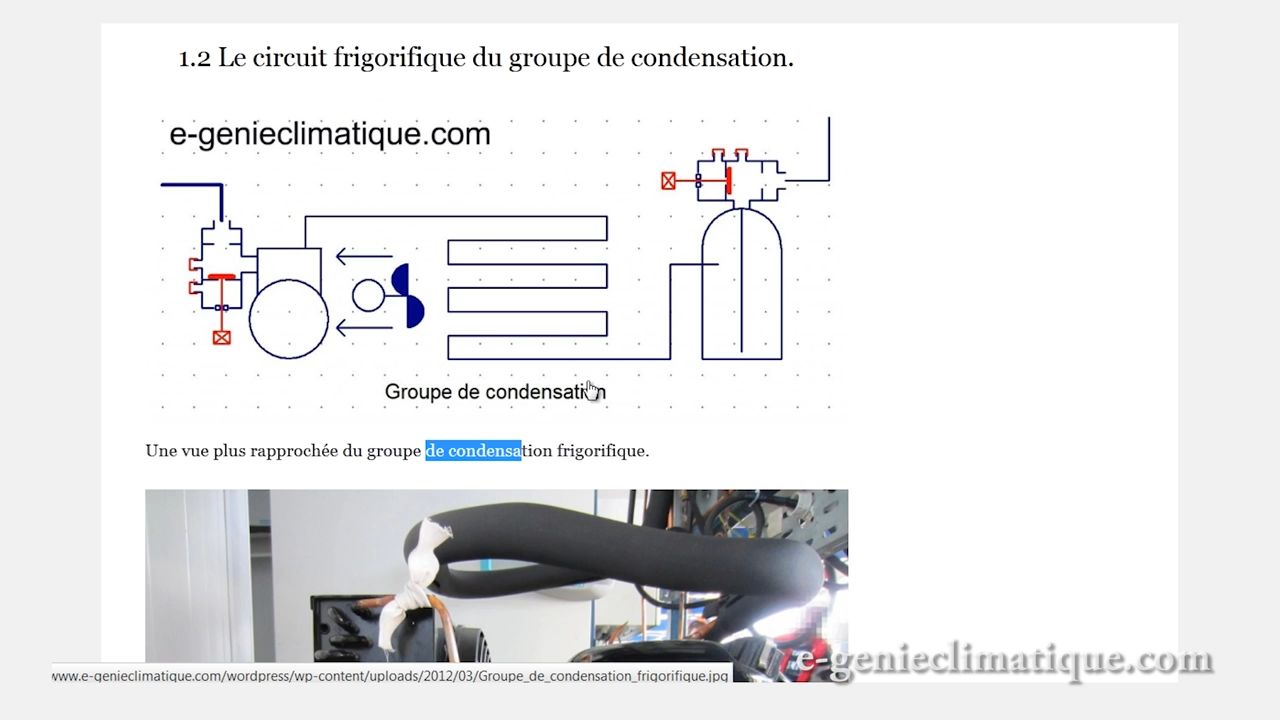 1.2 Le circuit frigorifique du groupe de condensation.
e-genieclimatique.com
Groupe de condensation
Une vue plus rapprochée du groupe de condensation frigorifique.
e-genieclimatique.com
www.e-genieclimatique.com/wordpress/wp-content/uploads/2012/03/Groupe_de_condensation_frigorifique.jpg